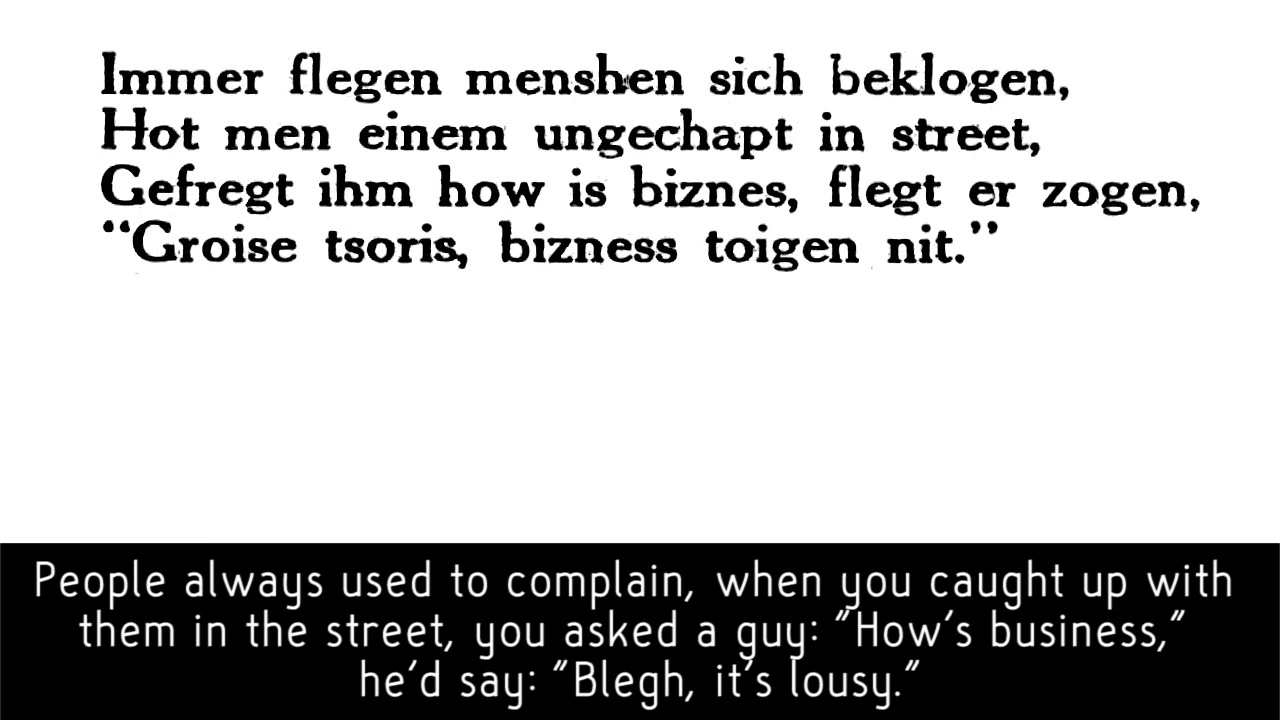 Immer flegen menshen sich beklogen,
Hot men einem ungechapt in street,
Gefregt ihm how is biznes, flegt er zogen,
“Groise tsoris, bizness toigen nit.”
People always used to complain, when you caught up with
them in the street, you asked a guy: "How's business,"
he'd say: "Blegh, it's lousy."